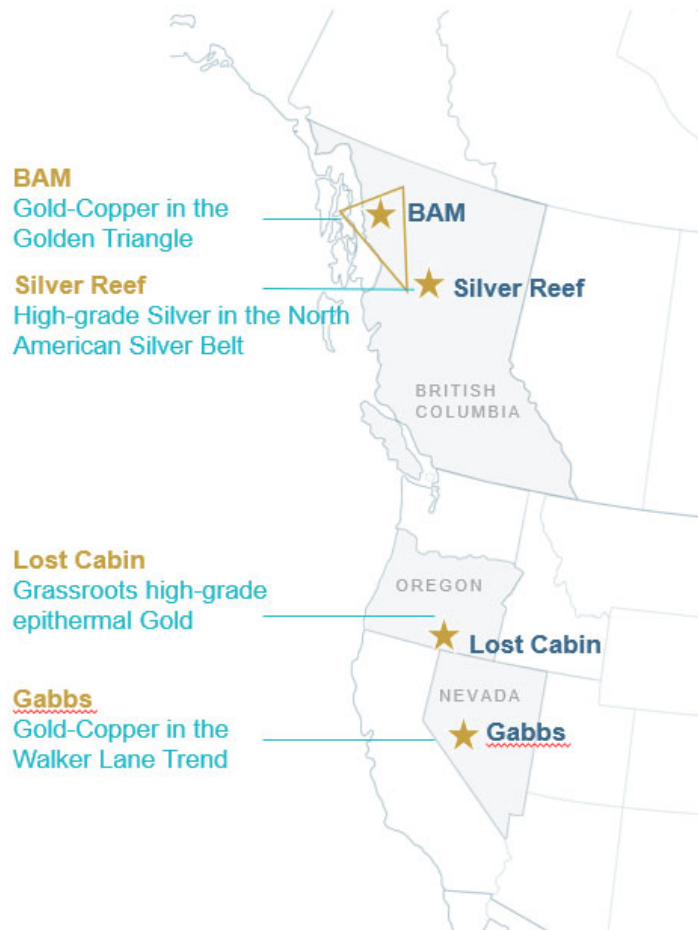 BAM
Gold-Copper in the
Golden Triangle
BAM
Silver Reef
High-grade Silver in the North
American Silver Belt
Silver Reef
BRITISH
COLUMBIA
Lost Cabin
Grassroots high-grade
epithermal Gold
OREGON
Lost Cabin
Gabbs
Gold-Copper in the
Walker Lane Trend
NEVADA
Gabbs